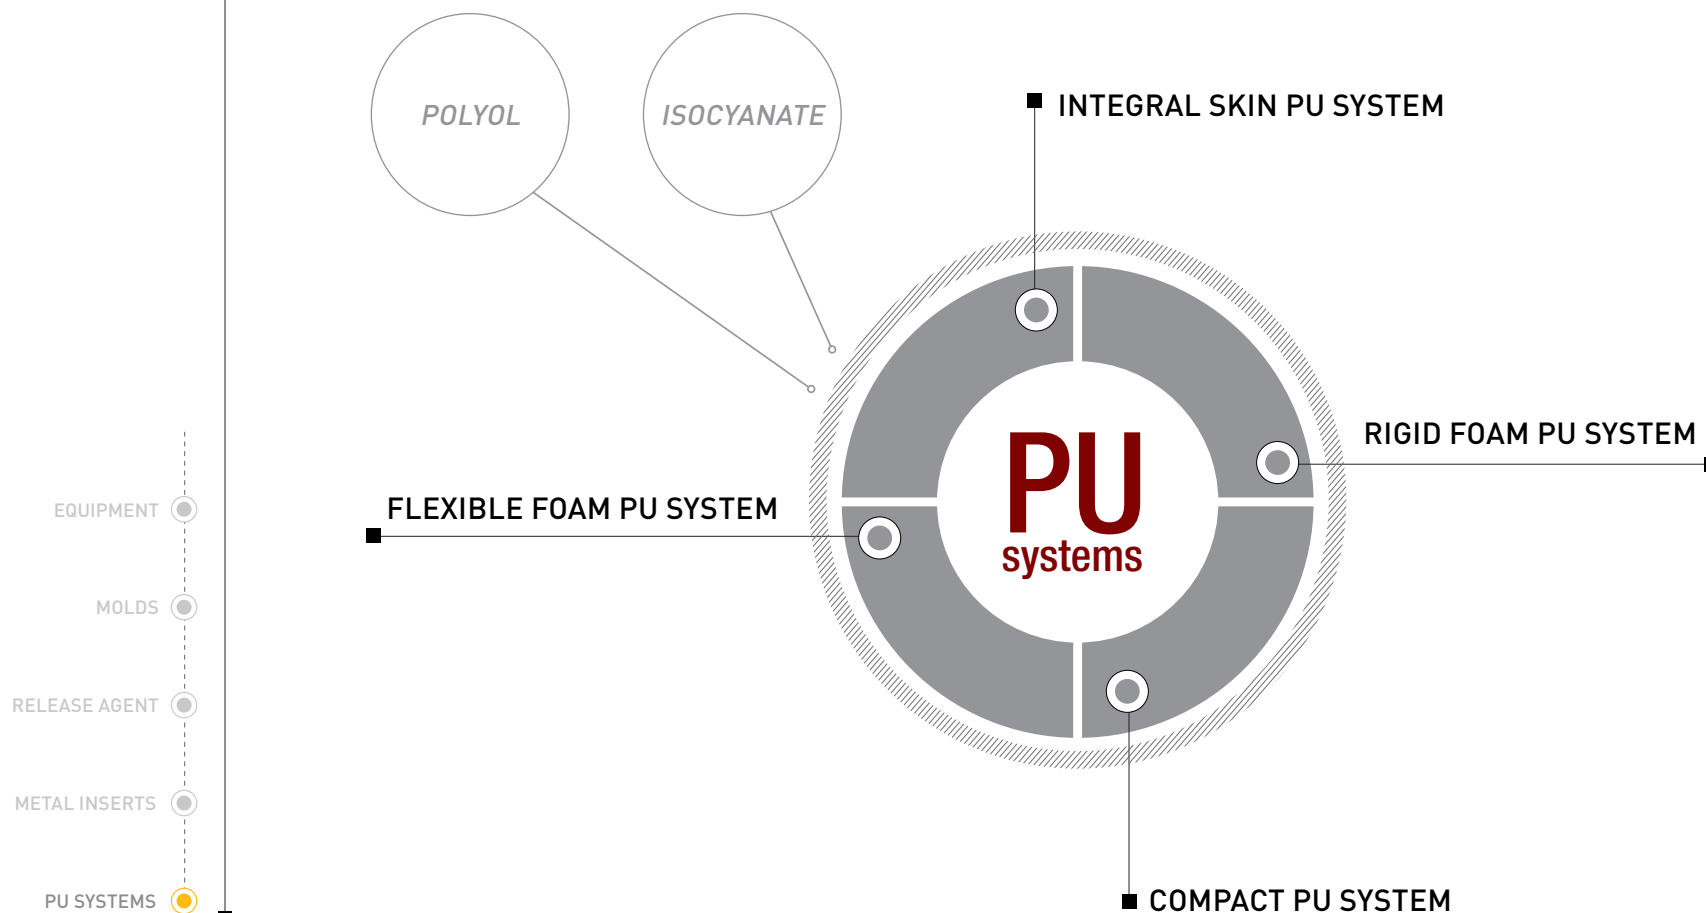 POLYOL
ISOCYANATE
INTEGRAL SKIN PU SYSTEM
RIGID FOAM PU SYSTEM
FLEXIBLE FOAM PU SYSTEM
PU
systems
COMPACT PU SYSTEM
EQUIPMENT
MOLDS
RELEASE AGENT
METAL INSERTS
PU SYSTEMS